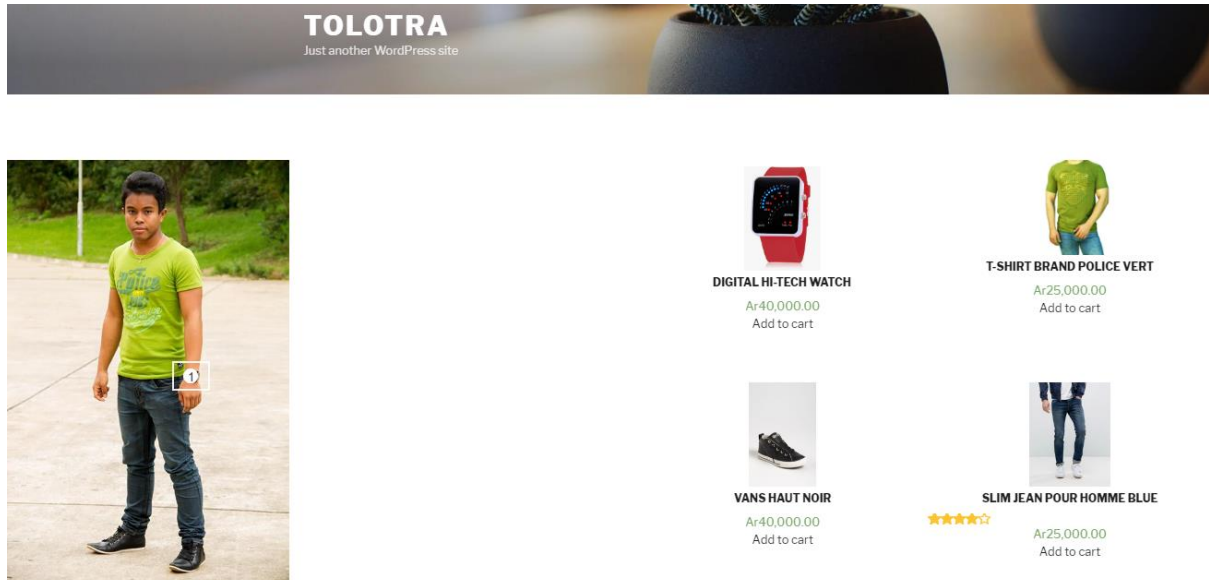 TOLOTRA
Just another WordPress site
Police
1
DIGITAL HI-TECH WATCH
Ar40,000.00
Add to cart
T-SHIRT BRAND POLICE VERT
Ar25,000.00
Add to cart
VANS HAUT NOIR
Ar40,000.00
Add to cart
SLIM JEAN POUR HOMME BLUE
Ar25,000.00
Add to cart